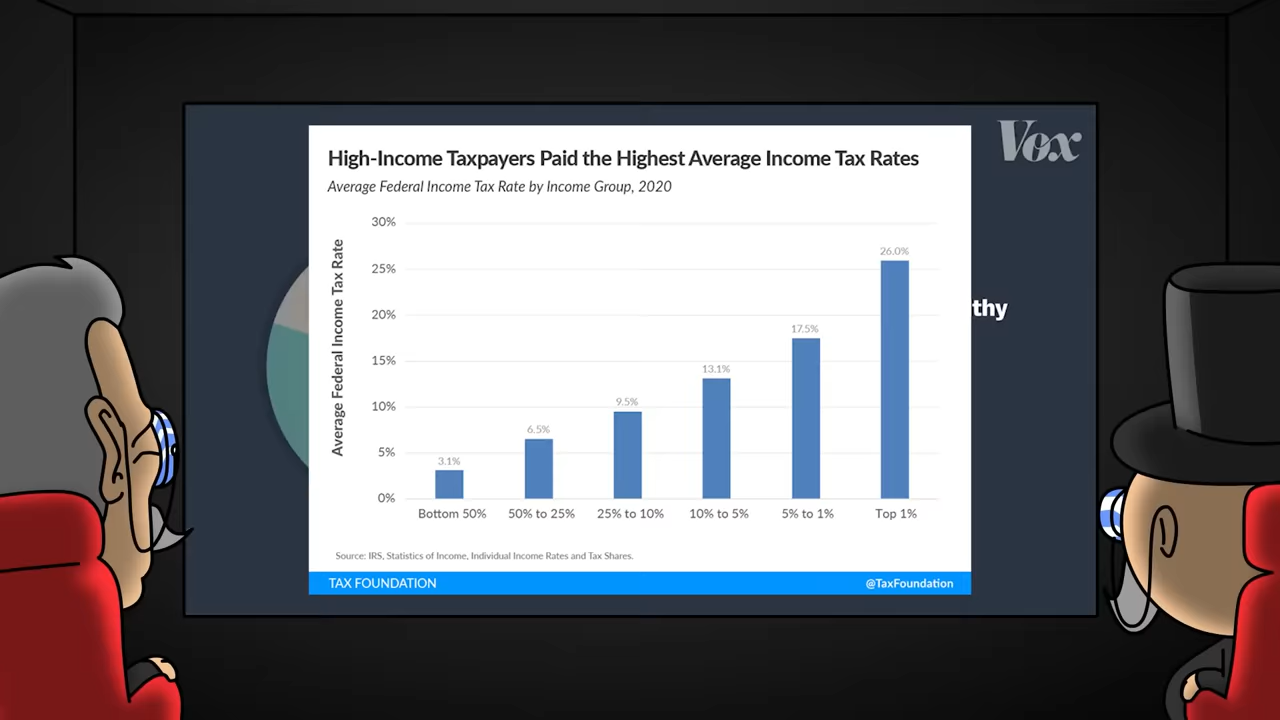 Vox
High-Income Taxpayers Paid the Highest Average Income Tax Rates
Average Federal Income Tax Rate by Income Group, 2020
Average Federal Income Tax Rate
30%
25%
20%
15%
10%
5%
0%
3.1%
6.5%
9.5%
13.1%
17.5%
26.0%
Bottom 50%
50% to 25%
25% to 10%
10% to 5%
5% to 1%
Top 1%
thy
Source: IRS, Statistics of Income, Individual Income Rates and Tax Shares.
TAX FOUNDATION
@TaxFoundation